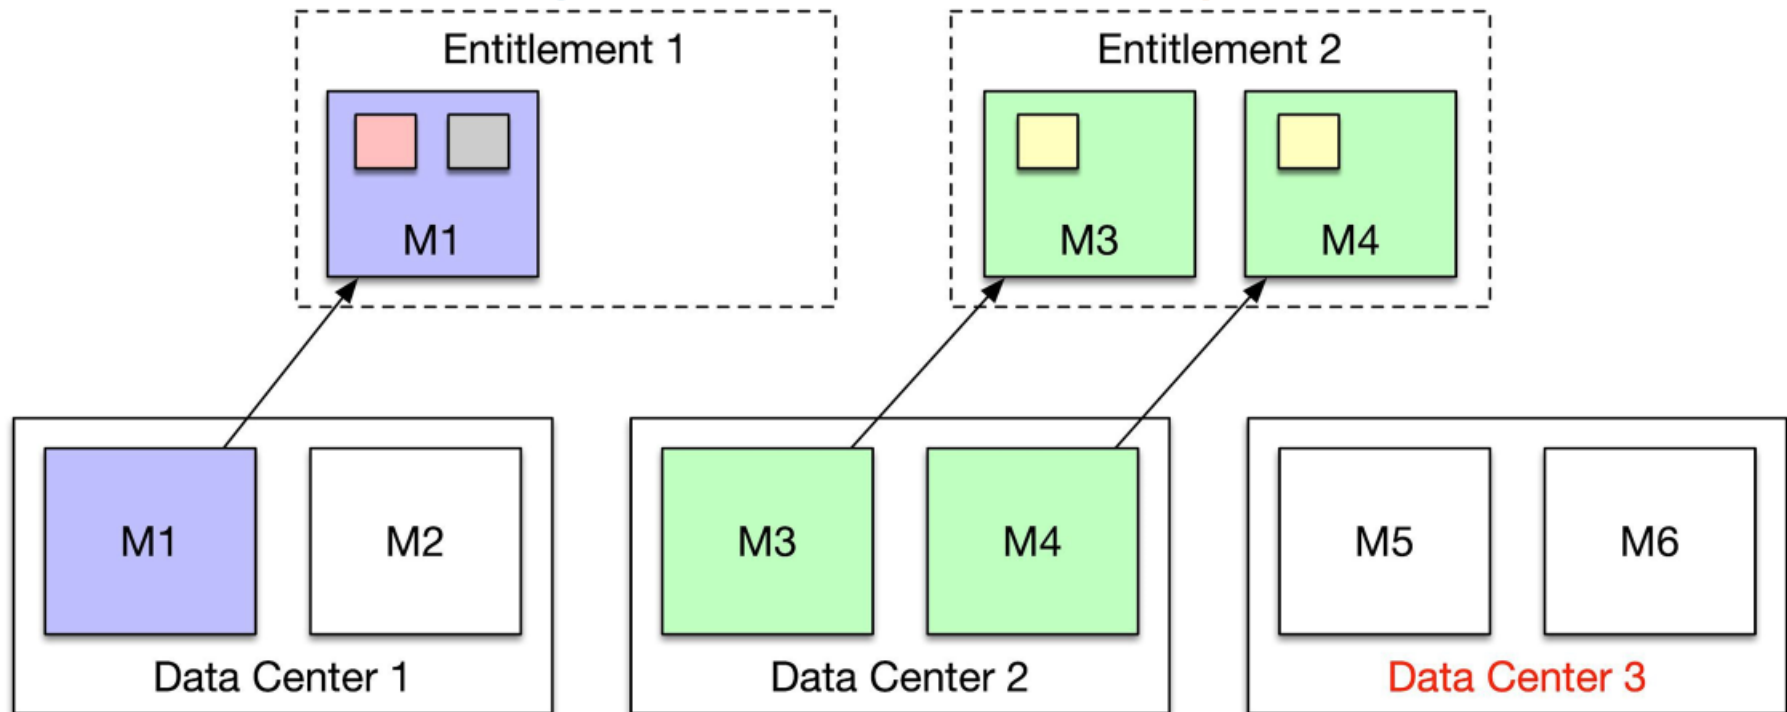 Entitlement 1
Entitlement 2
M1
M3
M4
M1
M2
M3
M4
M5
M6
Data Center 1
Data Center 2
Data Center 3